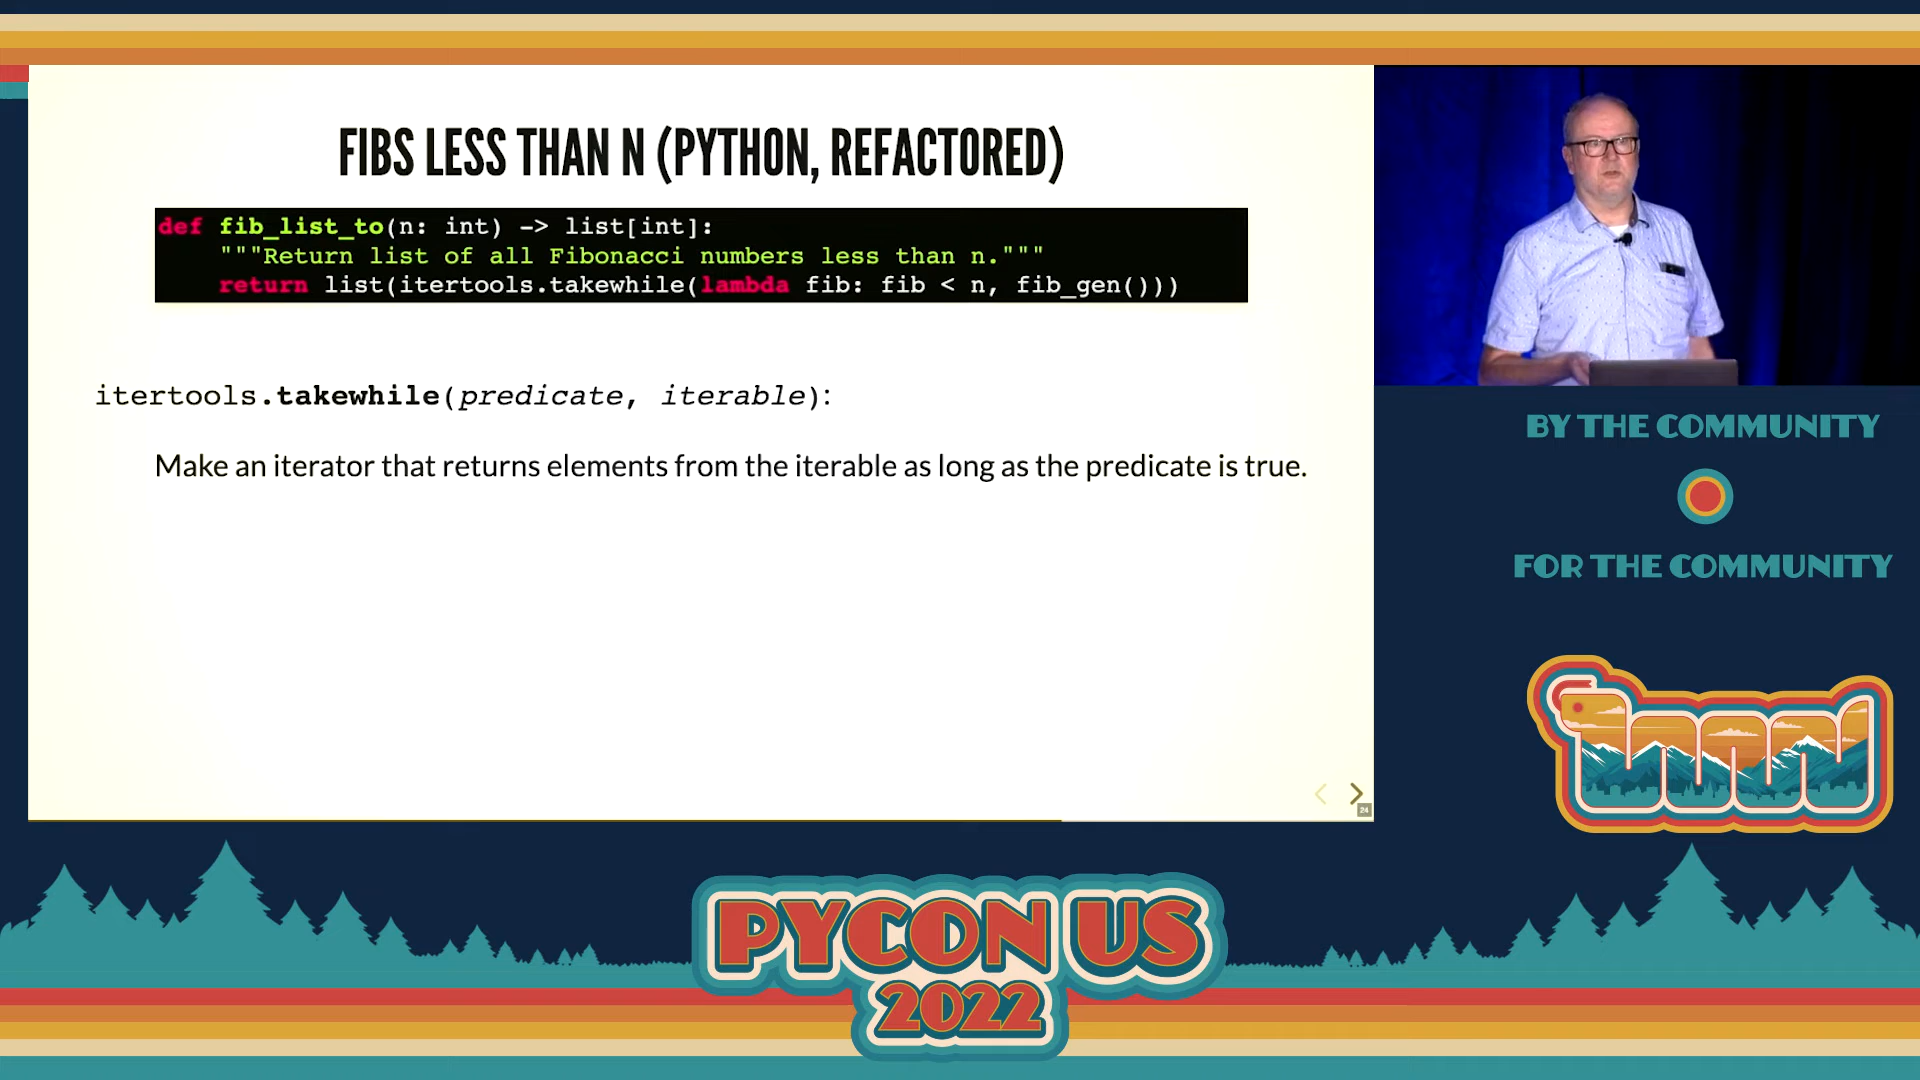 FIBS LESS THAN N (PYTHON, REFACTORED)
def fib_list_to(n: int) -> list[int]:
"""Return list of all Fibonacci numbers less than n."""
return list(itertools.takewhile(lambda fib: fib < n, fib_gen()))
itertools.takewhile(predicate, iterable):
Make an iterator that returns elements from the iterable as long as the predicate is true.
24
BY THE COMMUNITY
FOR THE COMMUNITY
PYCON US
2022